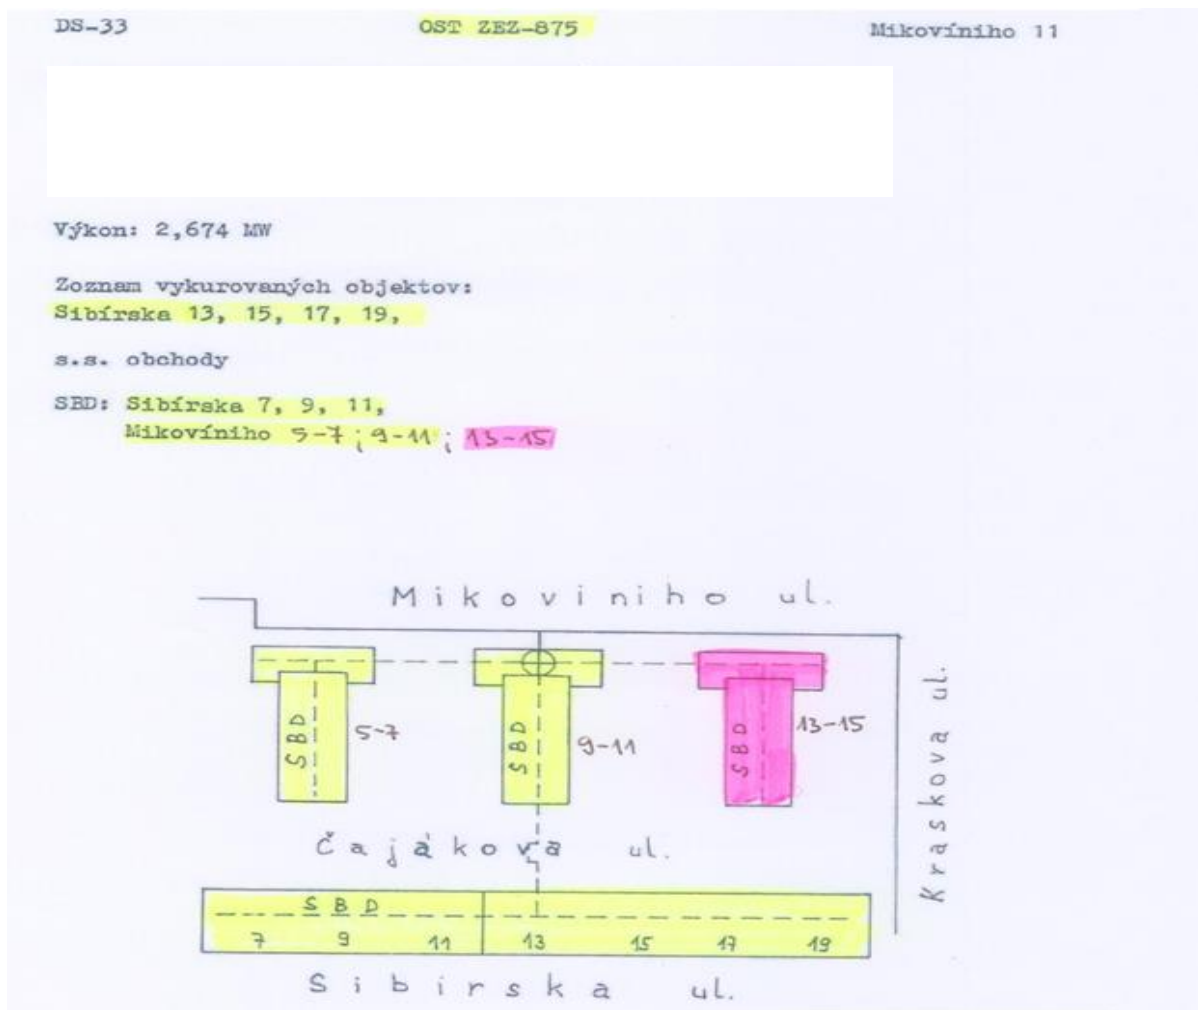 DS-33 OST ZEZ-875 Mikovíniho 11
Výkon: 2,674 MW
Zoznam vykurovaných objektov:
Sibírska 13, 15, 17, 19,
s.s. obchody
SBD: Sibírska 7, 9, 11,
Mikovíniho 5-7; 9-11; 13-15
Mikoviniho ul.
SBD 5-7 SBD 9-11 SBD 13-15
Kraskova ul.
Čajákova ul.
SBD
7 9 11 13 15 17 19
Sibirska ul.